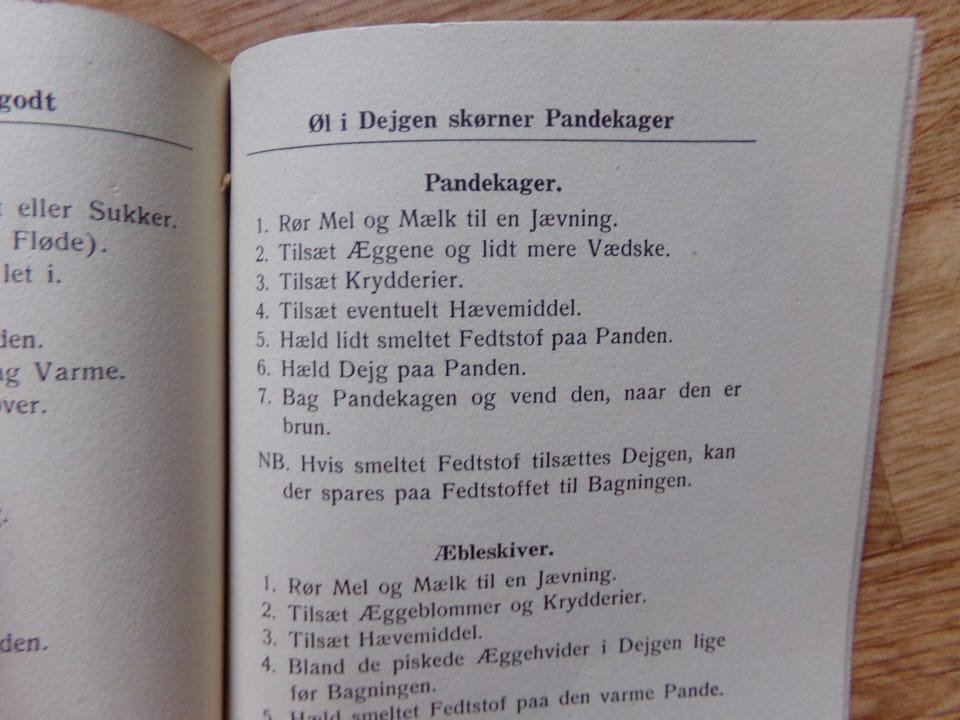 godt
eller Sukker.
Fløde).
let i.
Varme.
Øl i Dejgen skørner Pandekager
Pandekager.
1. Rør Mel og Mælk til en Jævning.
2. Tilsæt Æggene og lidt mere Vædske.
3. Tilsæt Krydderier.
4. Tilsæt eventuelt Hævemiddel.
5. Hæld lidt smeltet Fedtstof paa Panden.
6. Hæld Dejg paa Panden.
7. Bag Pandekagen og vend den, naar den er
brun.
NB. Hvis smeltet Fedtstof tilsættes Dejgen, kan
der spares paa Fedtstoffet til Bagningen.
Æbleskiver.
1. Rør Mel og Mælk til en Jævning.
2. Tilsæt Æggeblommer og Krydderier.
3. Tilsæt Hævemiddel.
4. Bland de piskede Æggehvider i Dejgen lige
før Bagningen.
5. Hæld smeltet Fedtstof paa den varme Pande.